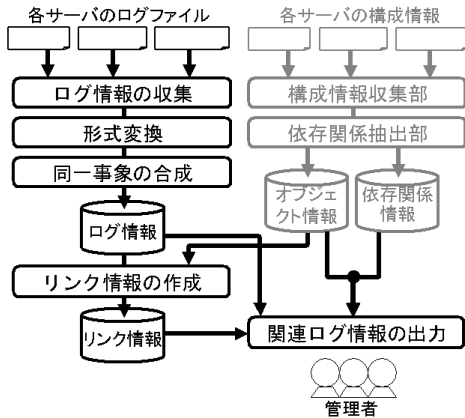 各サーバのログファイル
各サーバの構成情報
ログ情報の収集
構成情報収集部
形式変換
依存関係抽出部
同一事象の合成
オブジェ
クト情報
依存関係
情報
ログ情報
リンク情報の作成
リンク情報
関連ログ情報の出力
管理者